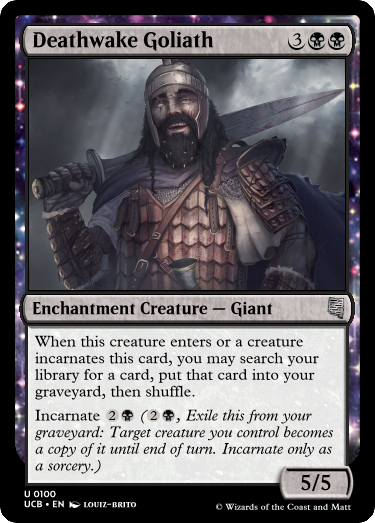 Deathwake Goliath 3
Enchantment Creature — Giant
When this creature enters or a creature
incarnates this card, you may search your
library for a card, put that card into your
graveyard, then shuffle.
Incarnate 2 ( 2 , Exile this from your
graveyard: Target creature you control becomes
a copy of it until end of turn. Incarnate only as
a sorcery.)
5/5
U 0100
UCB • EN LOUIZ-BRITO
© Wizards of the Coast and Matt